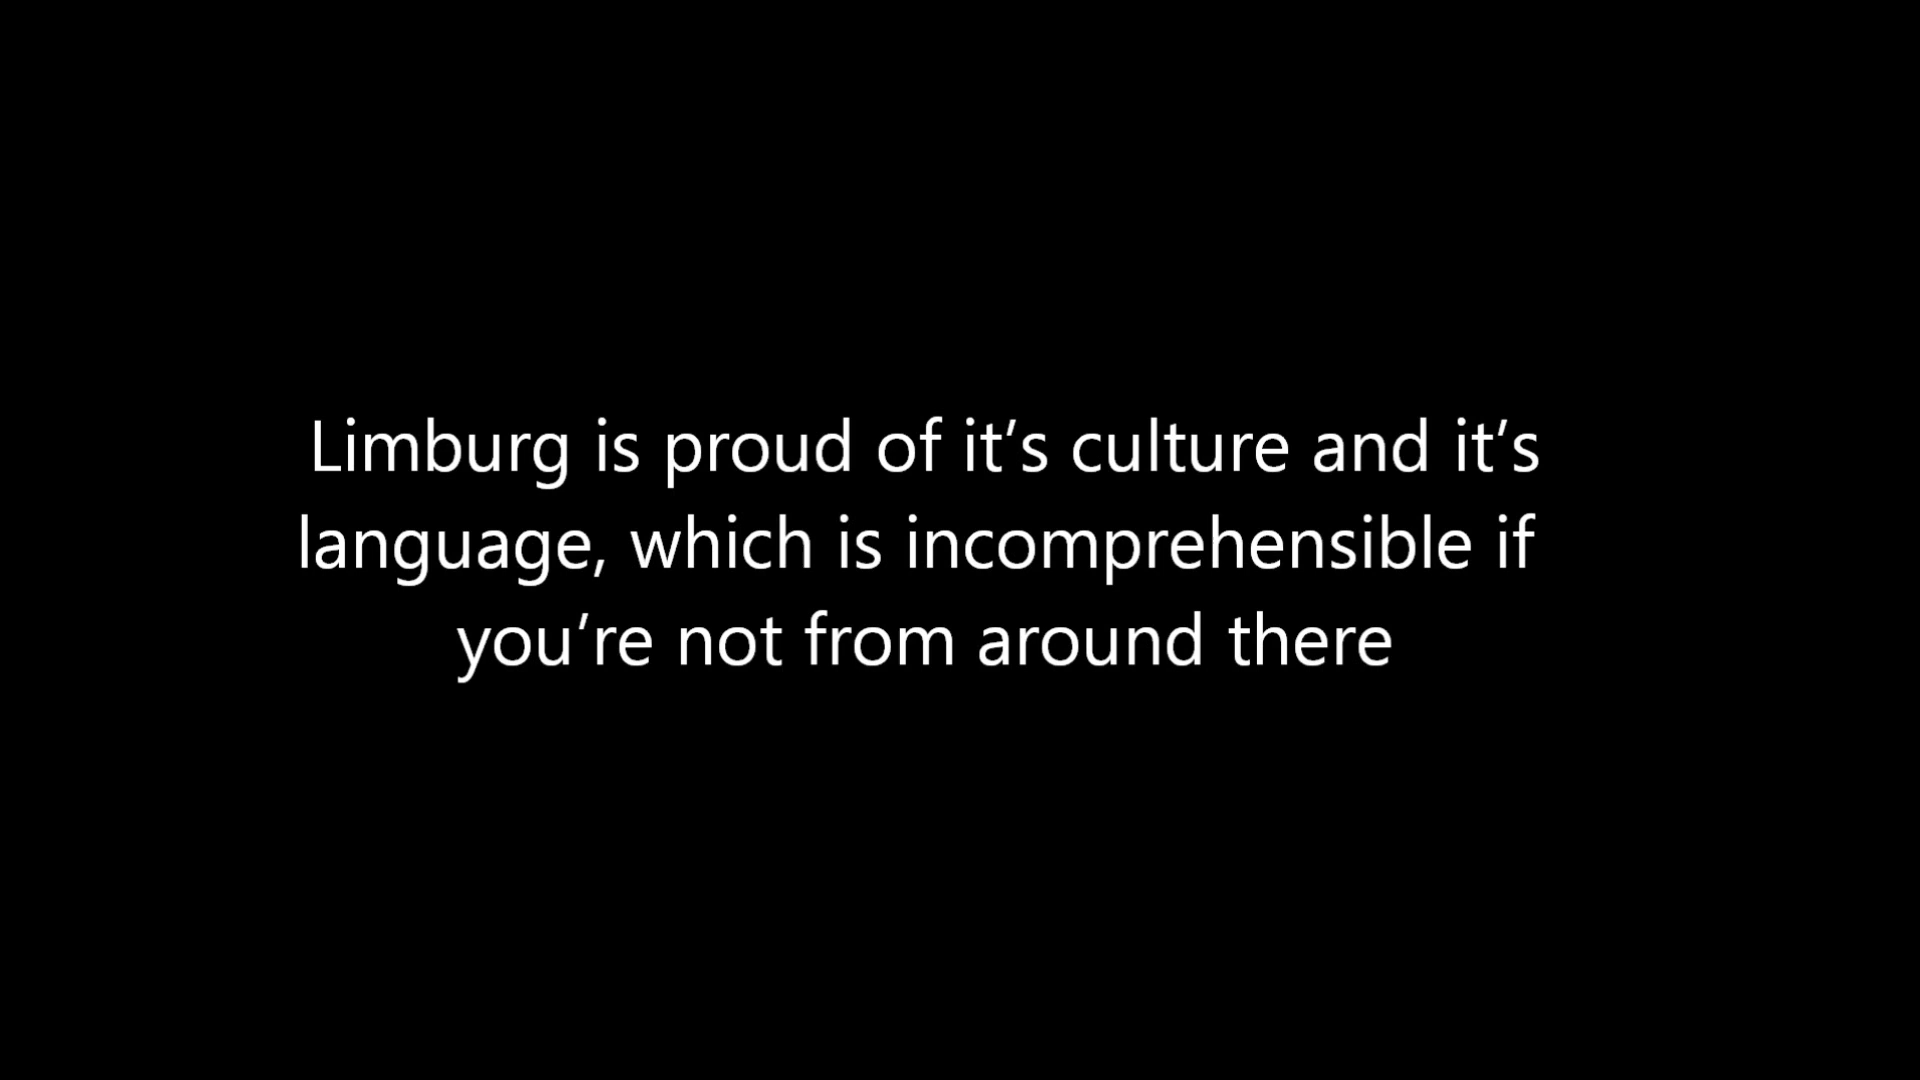 Limburg is proud of it’s culture and it’s
language, which is incomprehensible if
you’re not from around there